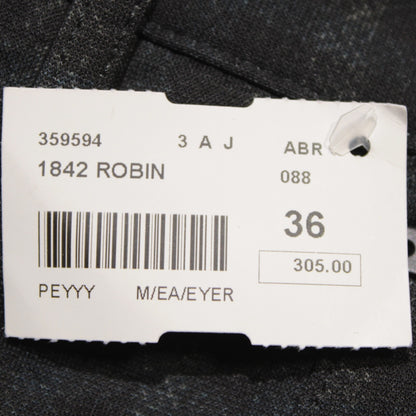 359594 3 A J ABR
1842 ROBIN 088
36
305.00
PEYYY M/EA/EYER